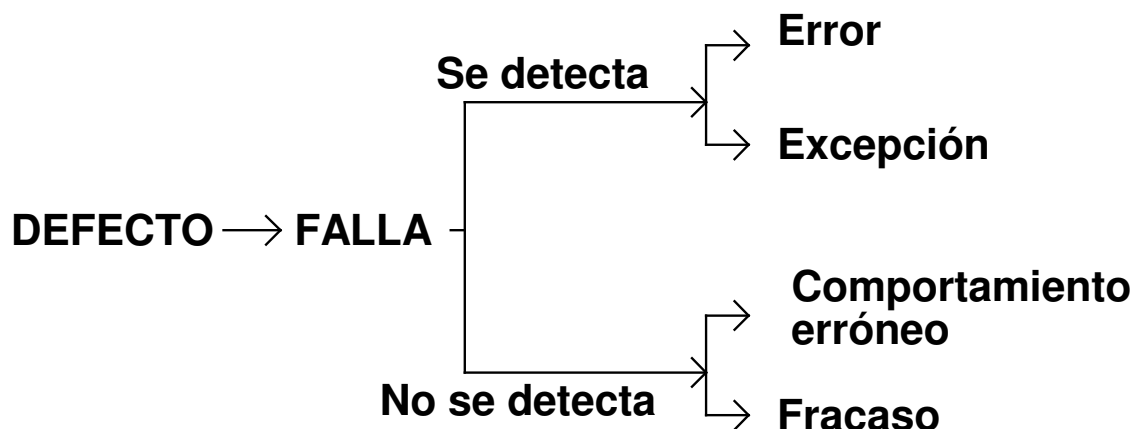 Error
Se detecta
Excepción
DEFECTO FALLA
Comportamiento
erróneo
No se detecta
Fracaso